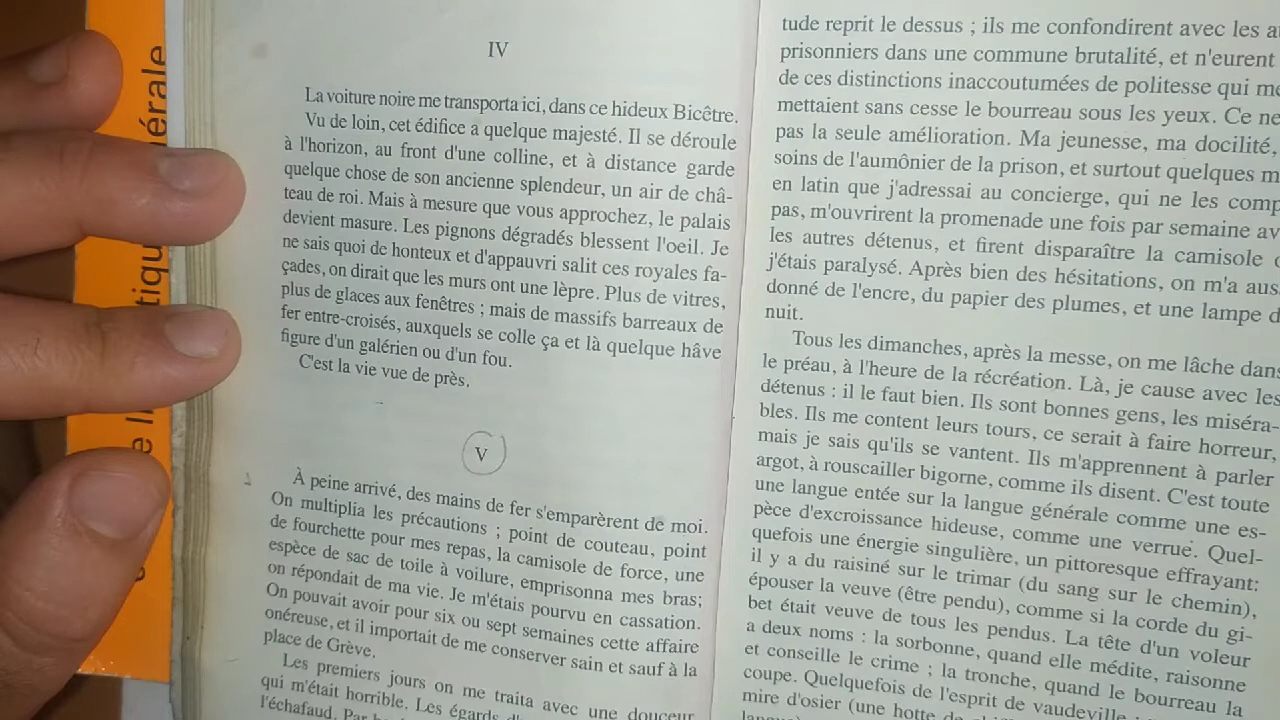 IV
La voiture noire me transporta ici, dans ce hideux Bicêtre.
Vu de loin, cet édifice a quelque majesté. Il se déroule
à l'horizon, au front d'une colline, et à distance garde
quelque chose de son ancienne splendeur, un air de châ-
teau de roi. Mais à mesure que vous approchez, le palais
devient masure. Les pignons dégradés blessent l'oeil. Je
ne sais quoi de honteux et d'appauvri salit ces royales fa-
çades, on dirait que les murs ont une lèpre. Plus de vitres,
plus de glaces aux fenêtres ; mais de massifs barreaux de
fer entre-croisés, auxquels se colle ça et là quelque hâve
figure d'un galérien ou d'un fou.
C'est la vie vue de près.
V
À peine arrivé, des mains de fer s'emparèrent de moi.
On multiplia les précautions ; point de couteau, point
de fourchette pour mes repas, la camisole de force, une
espèce de sac de toile à voilure, emprisonna mes bras;
on répondait de ma vie. Je m'étais pourvu en cassation.
On pouvait avoir pour six ou sept semaines cette affaire
onéreuse, et il importait de me conserver sain et sauf à la
place de Grève.
Les premiers jours on me traita avec une douceur
qui m'était horrible. Les égards
l'échafaud. Par
tude reprit le dessus ; ils me confondirent avec les
prisonniers dans une commune brutalité, et n'eurent
de ces distinctions inaccoutumées de politesse qui
mettaient sans cesse le bourreau sous les yeux. Ce
pas la seule amélioration. Ma jeunesse, ma docilité,
soins de l'aumônier de la prison, et surtout quelques
en latin que j'adressai au concierge, qui ne les
pas, m'ouvrirent la promenade une fois par semaine
les autres détenus, et firent disparaître la camisole
j'étais paralysé. Après bien des hésitations, on m'a
donné de l'encre, du papier des plumes, et une lampe
nuit.
Tous les dimanches, après la messe, on me lâche dans
le préau, à l'heure de la récréation. Là, je cause avec les
détenus : il le faut bien. Ils sont bonnes gens, les miséra-
bles. Ils me content leurs tours, ce serait à faire horreur,
mais je sais qu'ils se vantent. Ils m'apprennent à parler
argot, à rouscailler bigorne, comme ils disent. C'est toute
une langue entée sur la langue générale comme une es-
pèce d'excroissance hideuse, comme une verrue. Quel-
quefois une énergie singulière, un pittoresque effrayant:
il y a du raisiné sur le trimar (du sang sur le chemin),
épouser la veuve (être pendu), comme si la corde du gi-
bet était veuve de tous les pendus. La tête d'un voleur
a deux noms : la sorbonne, quand elle médite, raisonne
et conseille le crime ; la tronche, quand le bourreau la
coupe. Quelquefois de l'esprit de vaudeville
mire d'osier (une hotte de